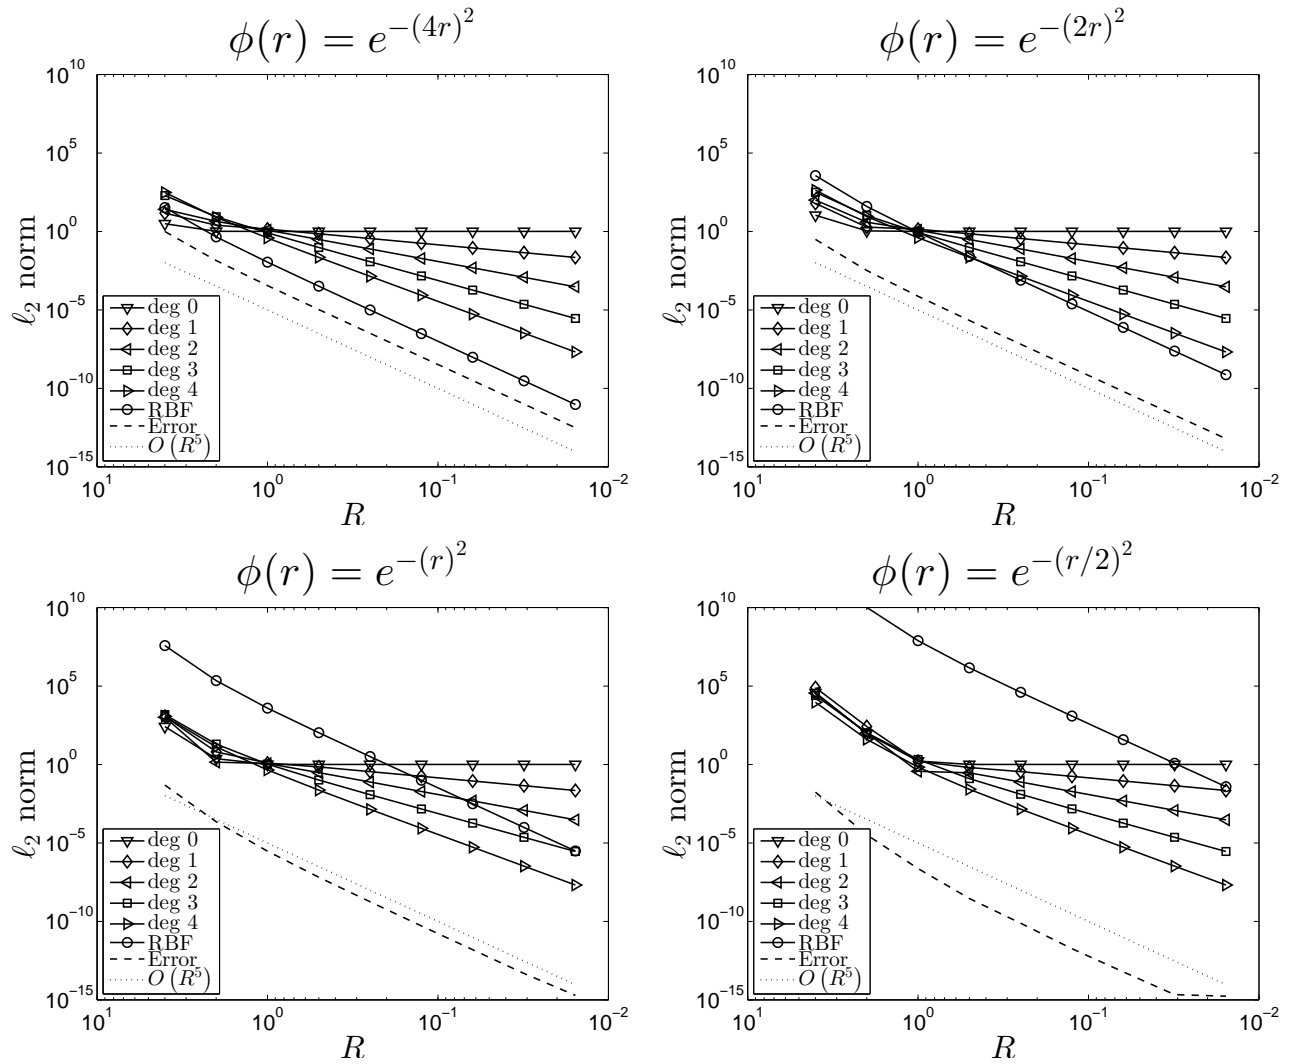 ϕ(r) = e^{-(4r)^2}
10^{10}
10^5
10^0
10^{-5}
10^{-10}
10^{-15}
ℓ_2 norm
deg 0
deg 1
deg 2
deg 3
deg 4
RBF
Error
O (R^5)
10^1
10^0
10^{-1}
10^{-2}
R
ϕ(r) = e^{-(2r)^2}
10^{10}
10^5
10^0
10^{-5}
10^{-10}
10^{-15}
ℓ_2 norm
deg 0
deg 1
deg 2
deg 3
deg 4
RBF
Error
O (R^5)
10^1
10^0
10^{-1}
10^{-2}
R
ϕ(r) = e^{-(r)^2}
10^{10}
10^5
10^0
10^{-5}
10^{-10}
10^{-15}
ℓ_2 norm
deg 0
deg 1
deg 2
deg 3
deg 4
RBF
Error
O (R^5)
10^1
10^0
10^{-1}
10^{-2}
R
ϕ(r) = e^{-(r/2)^2}
10^{10}
10^5
10^0
10^{-5}
10^{-10}
10^{-15}
ℓ_2 norm
deg 0
deg 1
deg 2
deg 3
deg 4
RBF
Error
O (R^5)
10^1
10^0
10^{-1}
10^{-2}
R